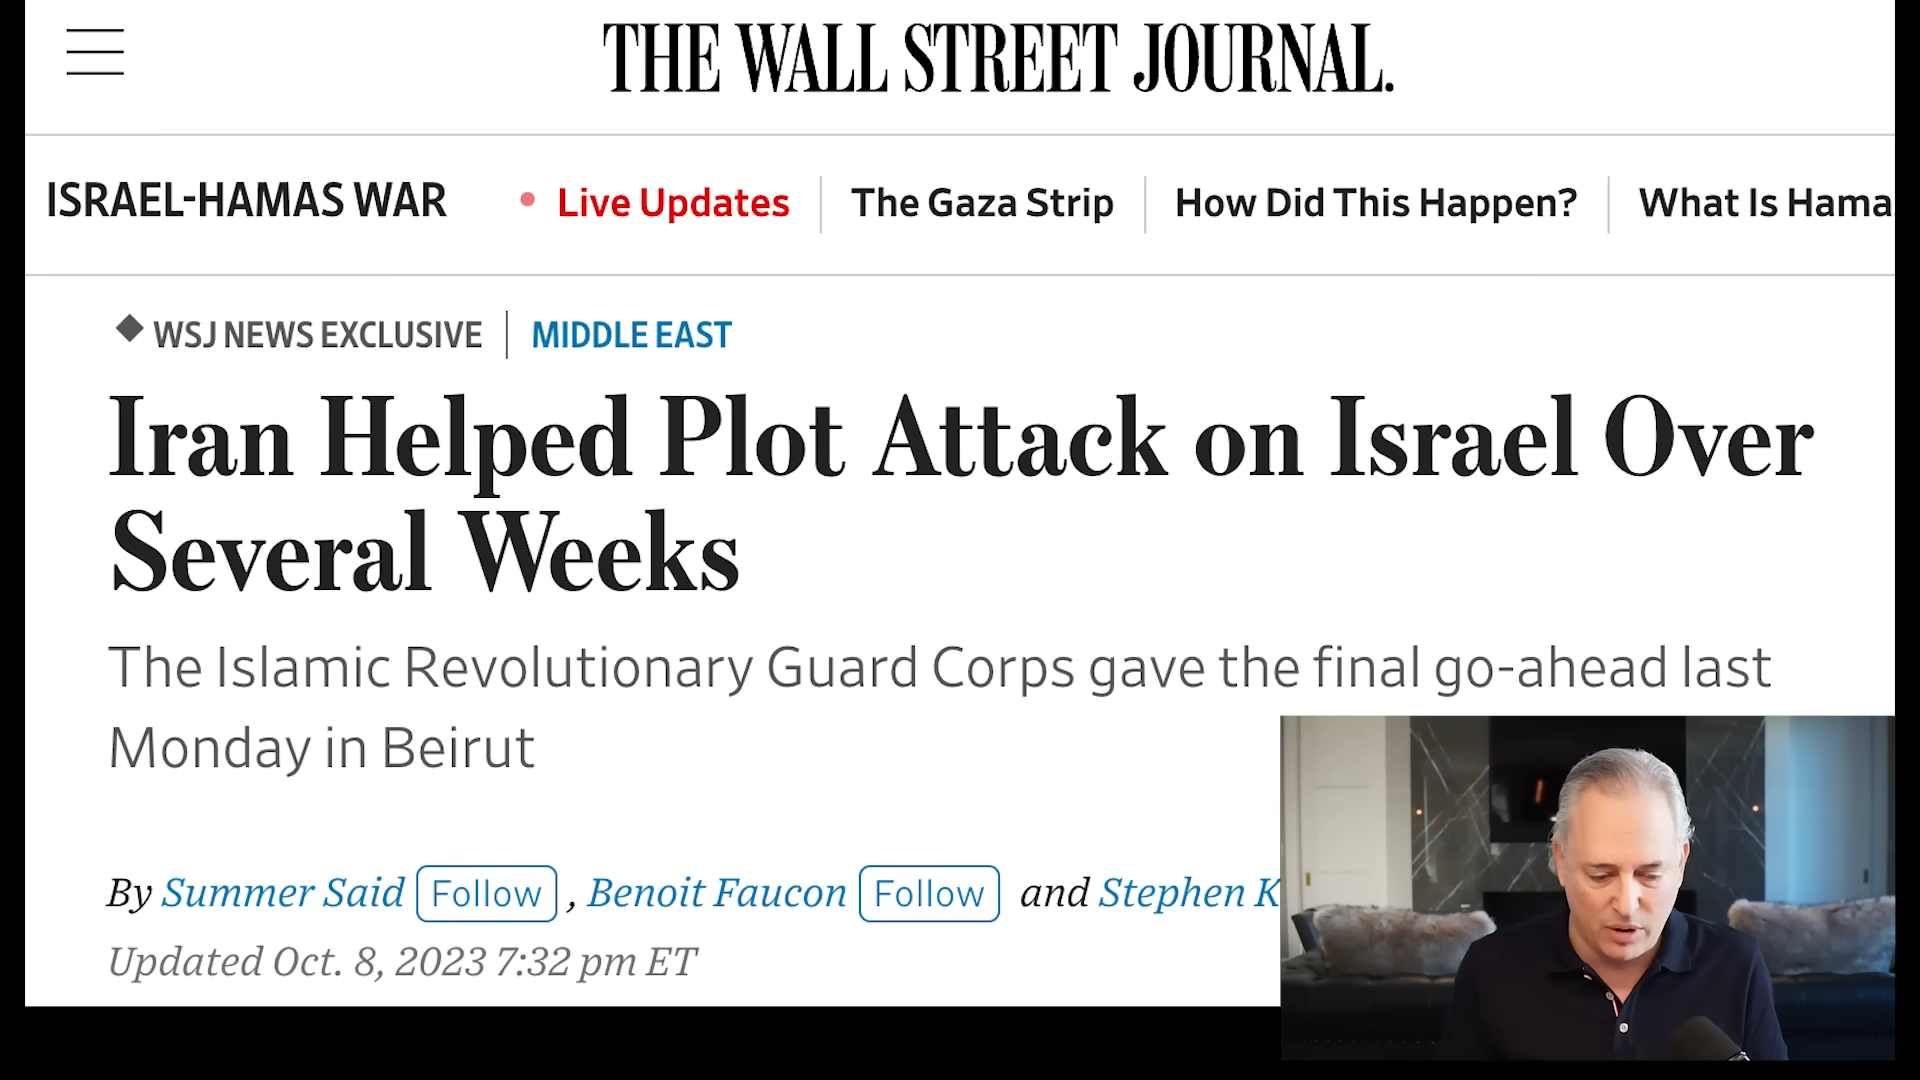 THE WALL STREET JOURNAL.
ISRAEL-HAMAS WAR • Live Updates | The Gaza Strip | How Did This Happen? | What Is Hama
◆ WSJ NEWS EXCLUSIVE | MIDDLE EAST
Iran Helped Plot Attack on Israel Over
Several Weeks
The Islamic Revolutionary Guard Corps gave the final go-ahead last
Monday in Beirut
By Summer Said Follow , Benoit Faucon Follow and Stephen K
Updated Oct. 8, 2023 7:32 pm ET